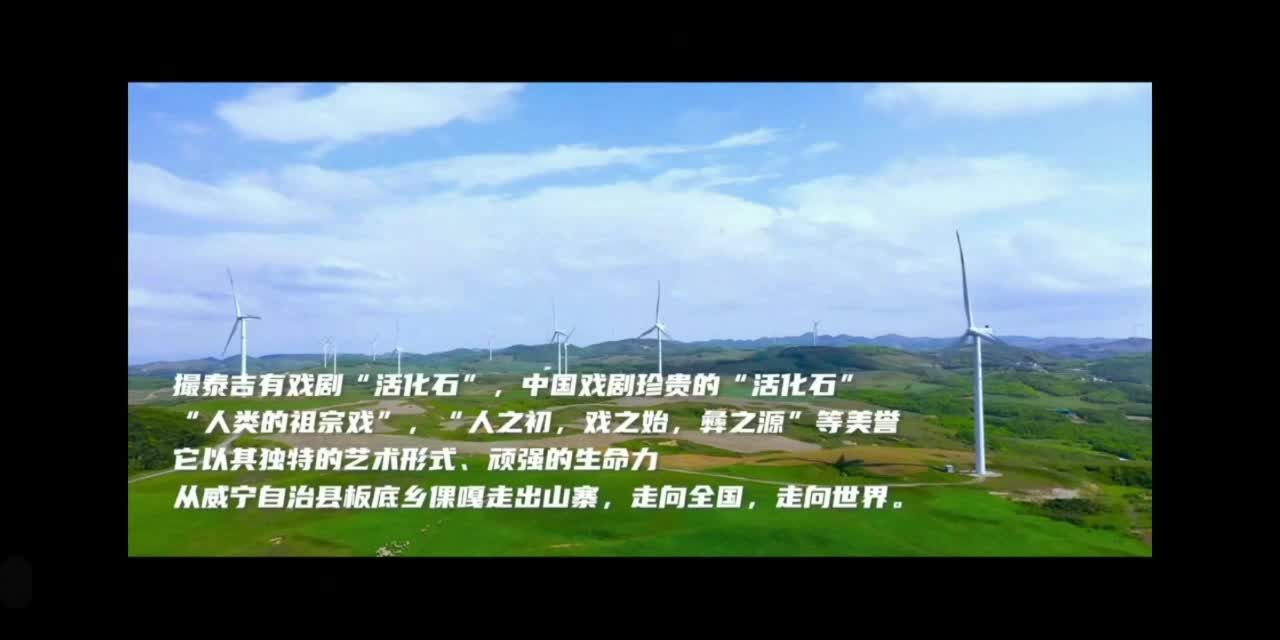 撮泰吉有戏剧“活化石”，中国戏剧珍贵的“活化石”
“人类的祖宗戏”，“人之初，戏之始，彝之源”等美誉
它以其独特的艺术形式、顽强的生命力
从威宁自治县板底乡倮嘎走出山寨，走向全国，走向世界。